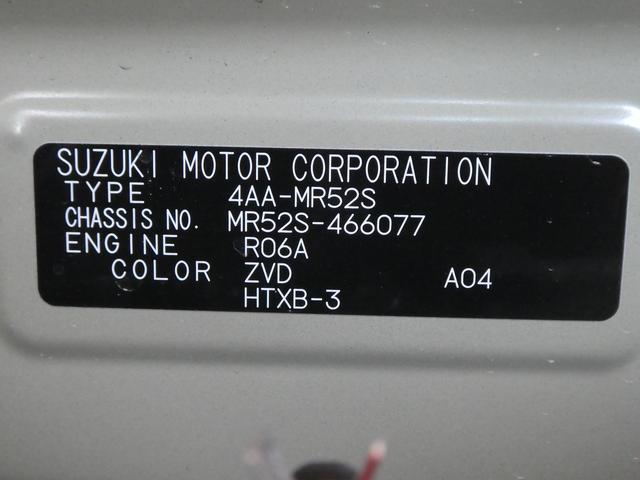 SUZUKI MOTOR CORPORATION
TYPE 4AA-MR52S
CHASSIS NO. MR52S-466077
ENGINE R06A
COLOR ZVD A04
HTXB-3